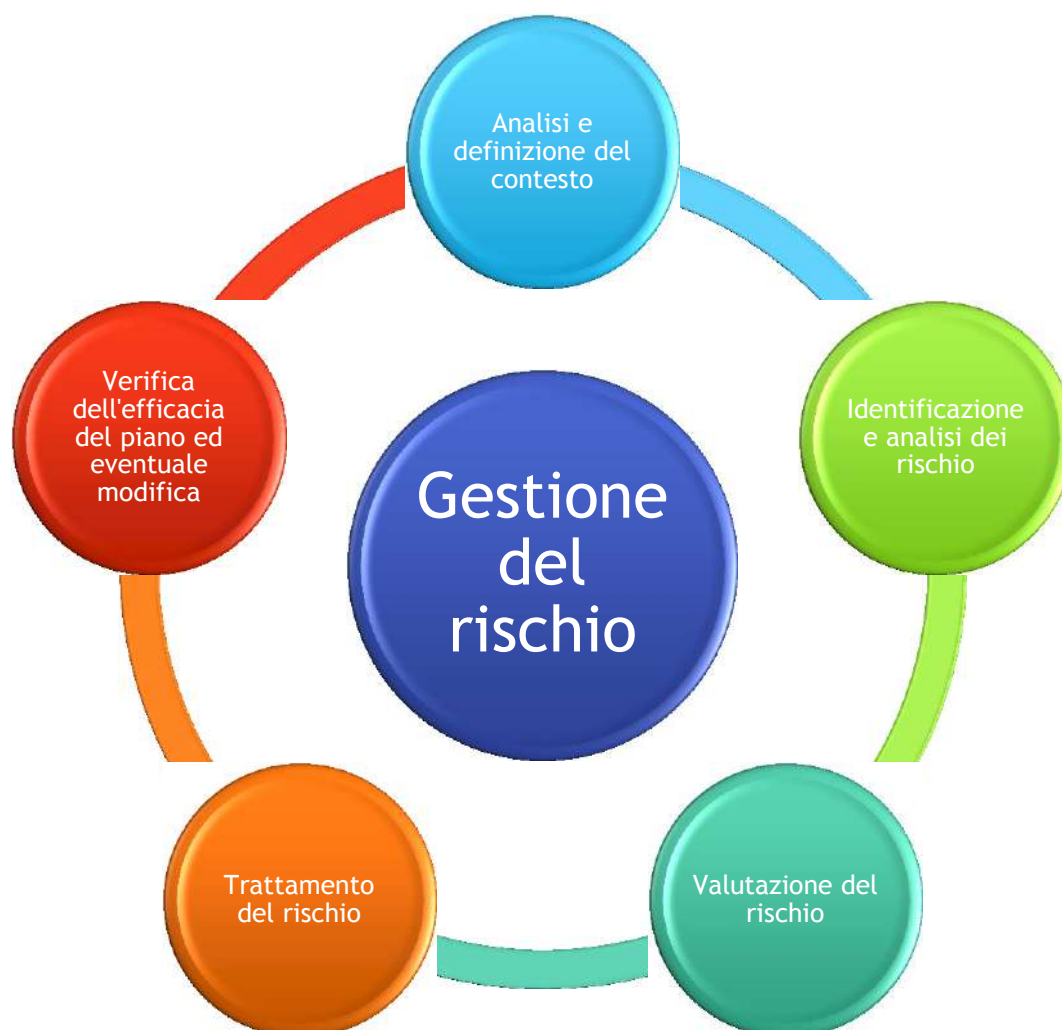 Analisi e
definizione del
contesto
Identificazione
e analisi dei
rischio
Valutazione del
rischio
Trattamento
del rischio
Verifica
dell'efficacia
del piano ed
eventuale
modifica
Gestione
del
rischio